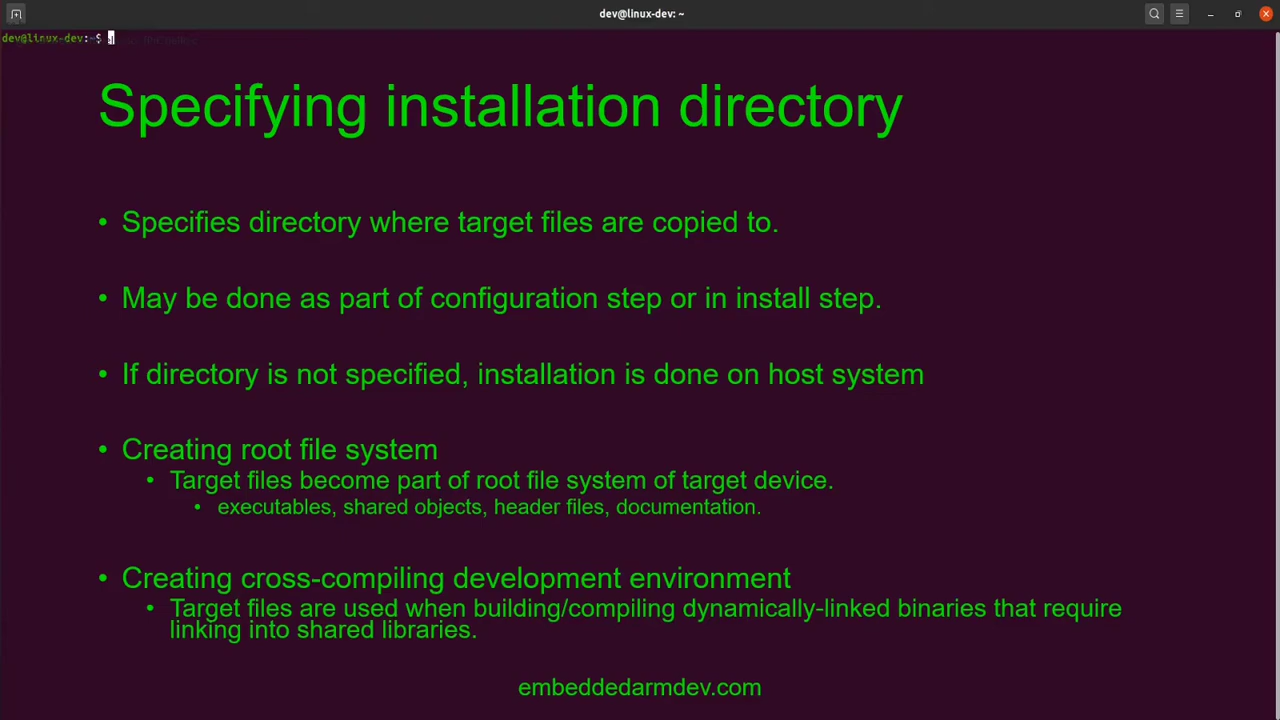 dev@linux-dev: ~
dev@linux-dev:~$
Specifying installation directory
• Specifies directory where target files are copied to.
• May be done as part of configuration step or in install step.
• If directory is not specified, installation is done on host system
• Creating root file system
• Target files become part of root file system of target device.
• executables, shared objects, header files, documentation.
• Creating cross-compiling development environment
• Target files are used when building/compiling dynamically-linked binaries that require
linking into shared libraries.
embeddedarmdev.com